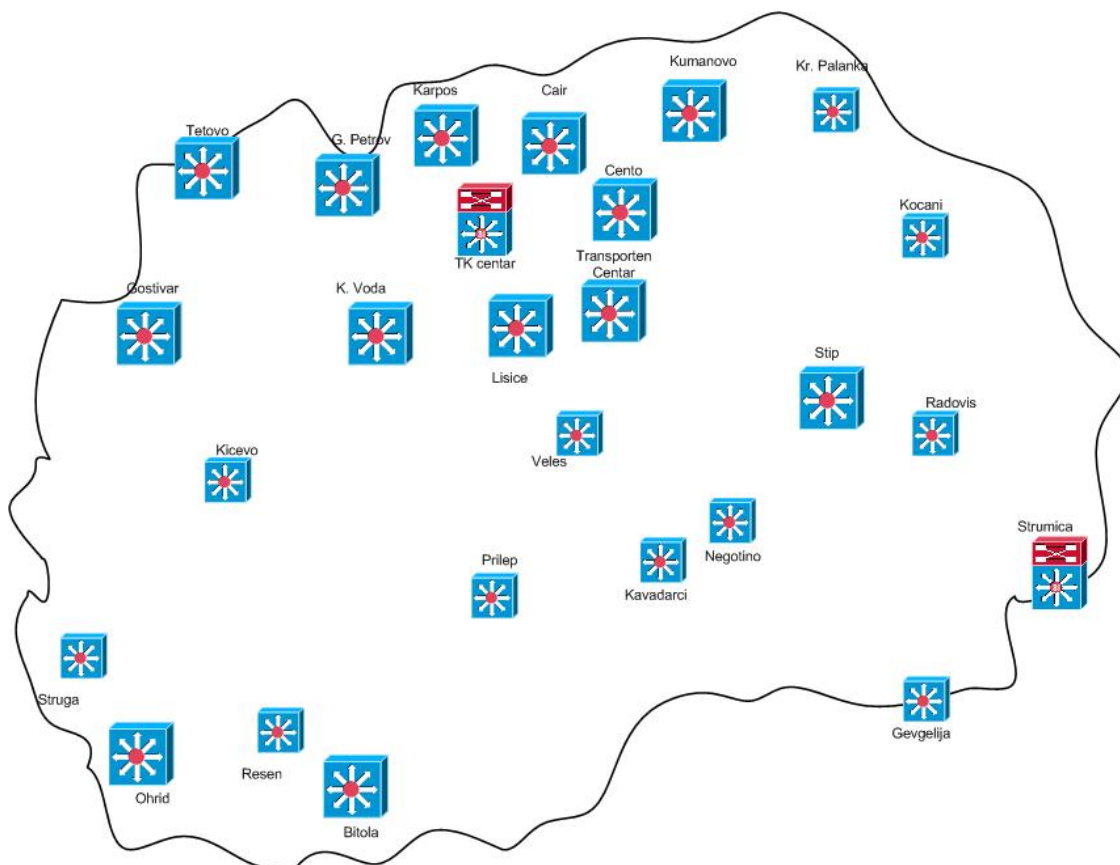 Kumanovo
Kr. Palanka
Karpos
Cair
Tetovo
G. Petrov
Cento
Kocani
TK centar
Transporten
Centar
Gostivar
K. Voda
Lisice
Stip
Radovis
Kicevo
Veles
Strumica
Negotino
Prilep
Kavadarci
Struga
Gevgelija
Resen
Ohrid
Bitola